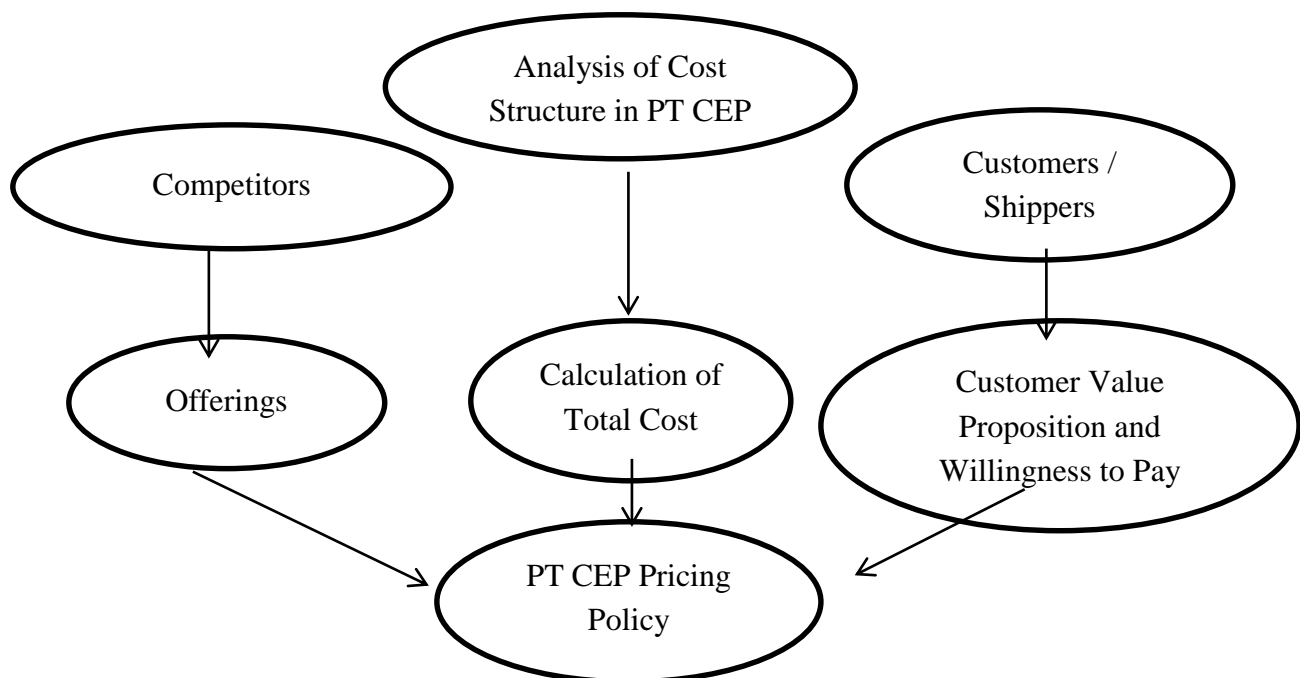 Analysis of Cost
Structure in PT CEP
Competitors
Customers /
Shippers
Offerings
Calculation of
Total Cost
Customer Value
Proposition and
Willingness to Pay
PT CEP Pricing
Policy